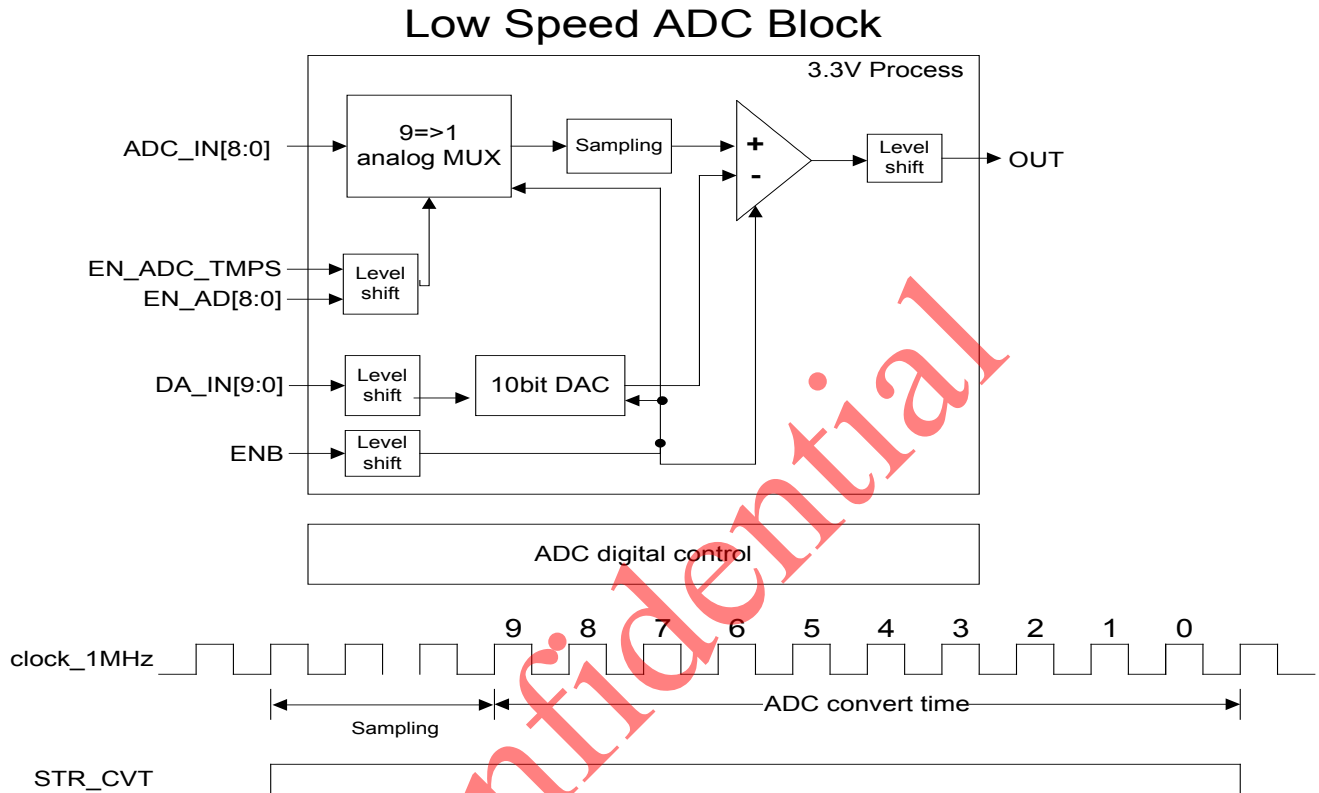 Low Speed ADC Block
3.3V Process
ADC_IN[8:0]
9=>1
analog MUX
Sampling
+
-
Level
shift
OUT
EN_ADC_TMPS
EN_AD[8:0]
Level
shift
DA_IN[9:0]
Level
shift
10bit DAC
ENB
Level
shift
ADC digital control
9 8 7 6 5 4 3 2 1 0
clock_1MHz
Sampling
ADC convert time
STR_CVT
onfidential